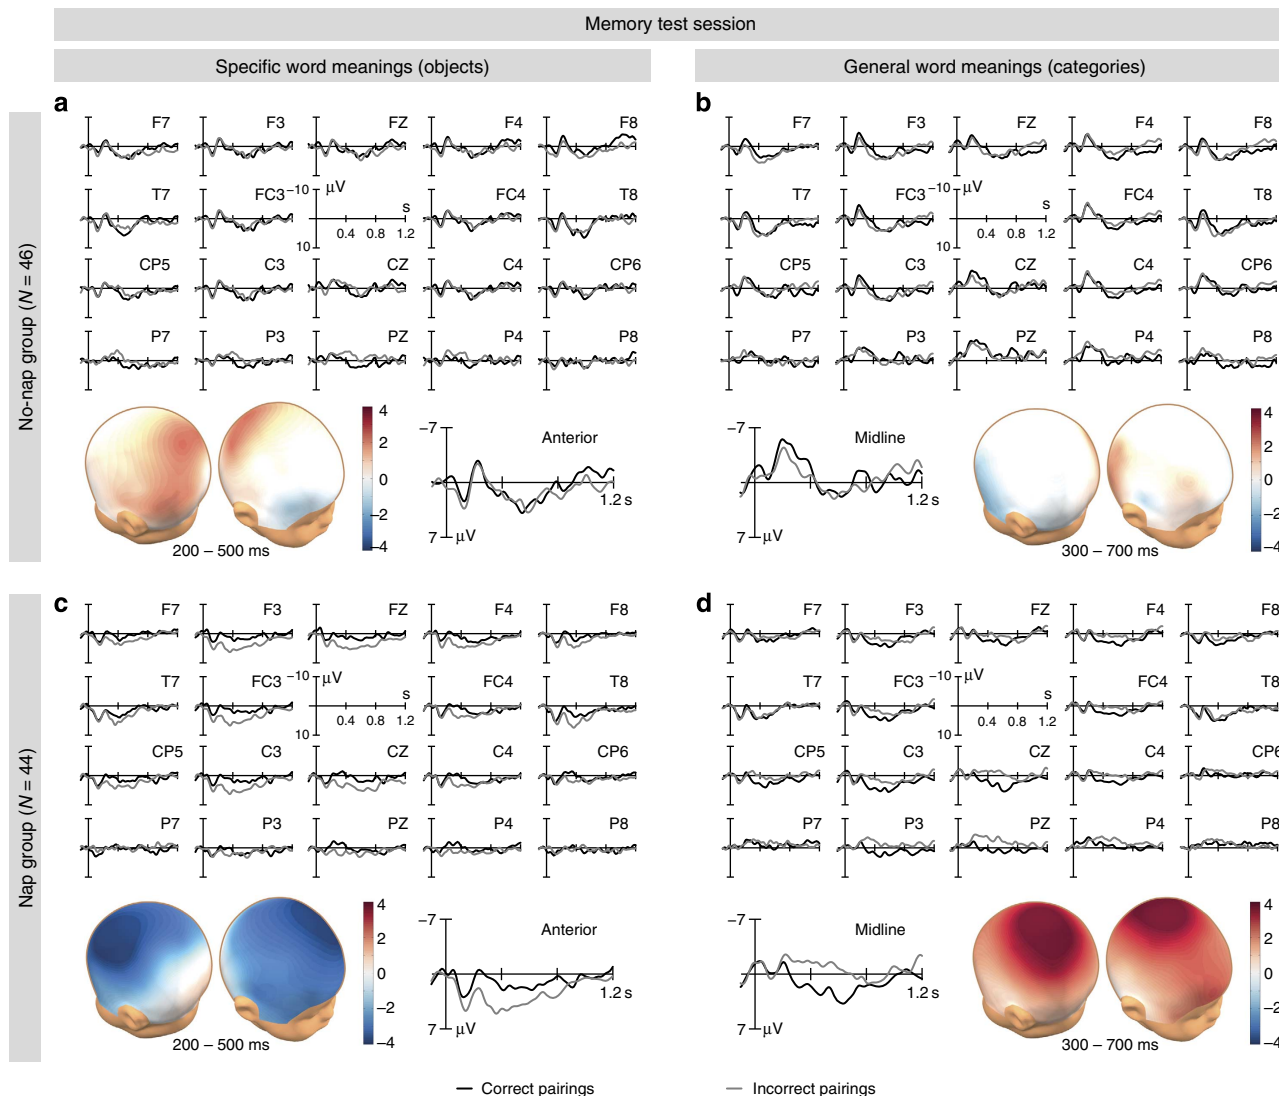 Memory test session
Specific word meanings (objects)
General word meanings (categories)
No-nap group (N = 46)
a
F7 F3 FZ F4 F8
T7 FC3 −10 μV s FC4 T8
0.4 0.8 1.2
10
CP5 C3 CZ C4 CP6
P7 P3 PZ P4 P8
4
2
0
−2
−4
200 – 500 ms
−7
Anterior
1.2 s
7 μV
b
F7 F3 FZ F4 F8
T7 FC3 −10 μV s FC4 T8
0.4 0.8 1.2
10
CP5 C3 CZ C4 CP6
P7 P3 PZ P4 P8
−7
Midline
1.2 s
7 μV
4
2
0
−2
−4
300 – 700 ms
Nap group (N = 44)
c
F7 F3 FZ F4 F8
T7 FC3 −10 μV s FC4 T8
0.4 0.8 1.2
10
CP5 C3 CZ C4 CP6
P7 P3 PZ P4 P8
4
2
0
−2
−4
200 – 500 ms
−7
Anterior
1.2 s
7 μV
d
F7 F3 FZ F4 F8
T7 FC3 −10 μV s FC4 T8
0.4 0.8 1.2
10
CP5 C3 CZ C4 CP6
P7 P3 PZ P4 P8
−7
Midline
1.2 s
7 μV
4
2
0
−2
−4
300 – 700 ms
Correct pairings
Incorrect pairings